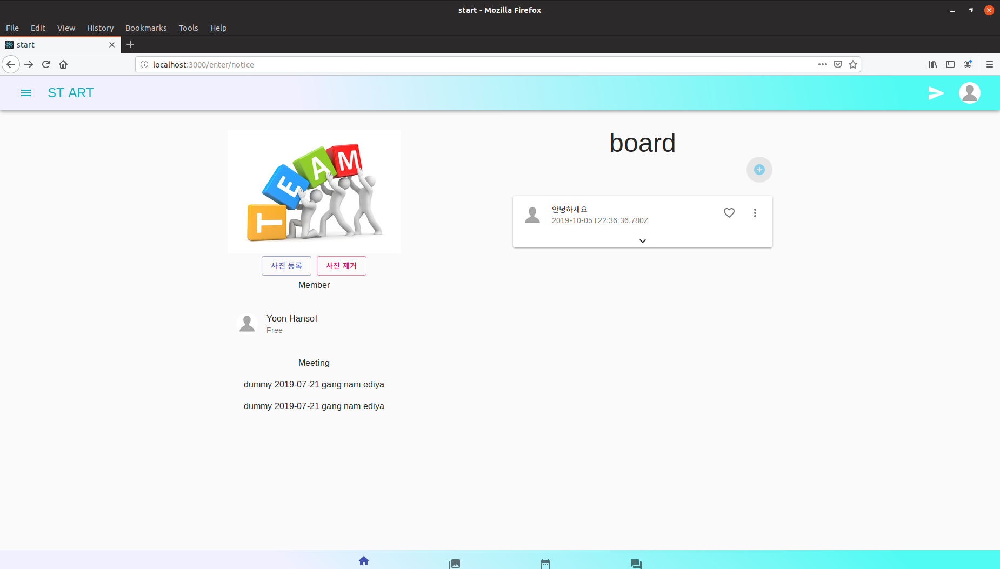 start - Mozilla Firefox
File Edit View History Bookmarks Tools Help
start
localhost:3000/enter/notice
ST ART
TEAM
사진 등록 사진 제거
Member
Yoon Hansol
Free
Meeting
dummy 2019-07-21 gang nam ediya
dummy 2019-07-21 gang nam ediya
board
안녕하세요
2019-10-05T22:36:36.780Z